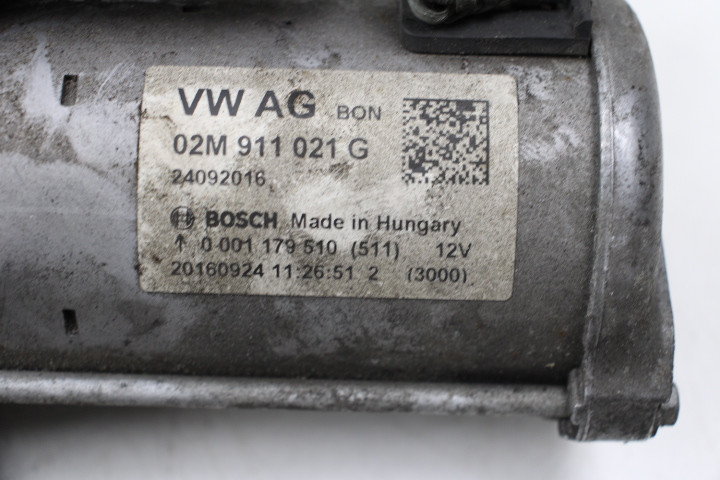 VW AG BON
02M 911 021 G
24092016
BOSCH Made in Hungary
↑ 0 001 179 510 (511) 12V
20160924 11:26:51 2 (3000)